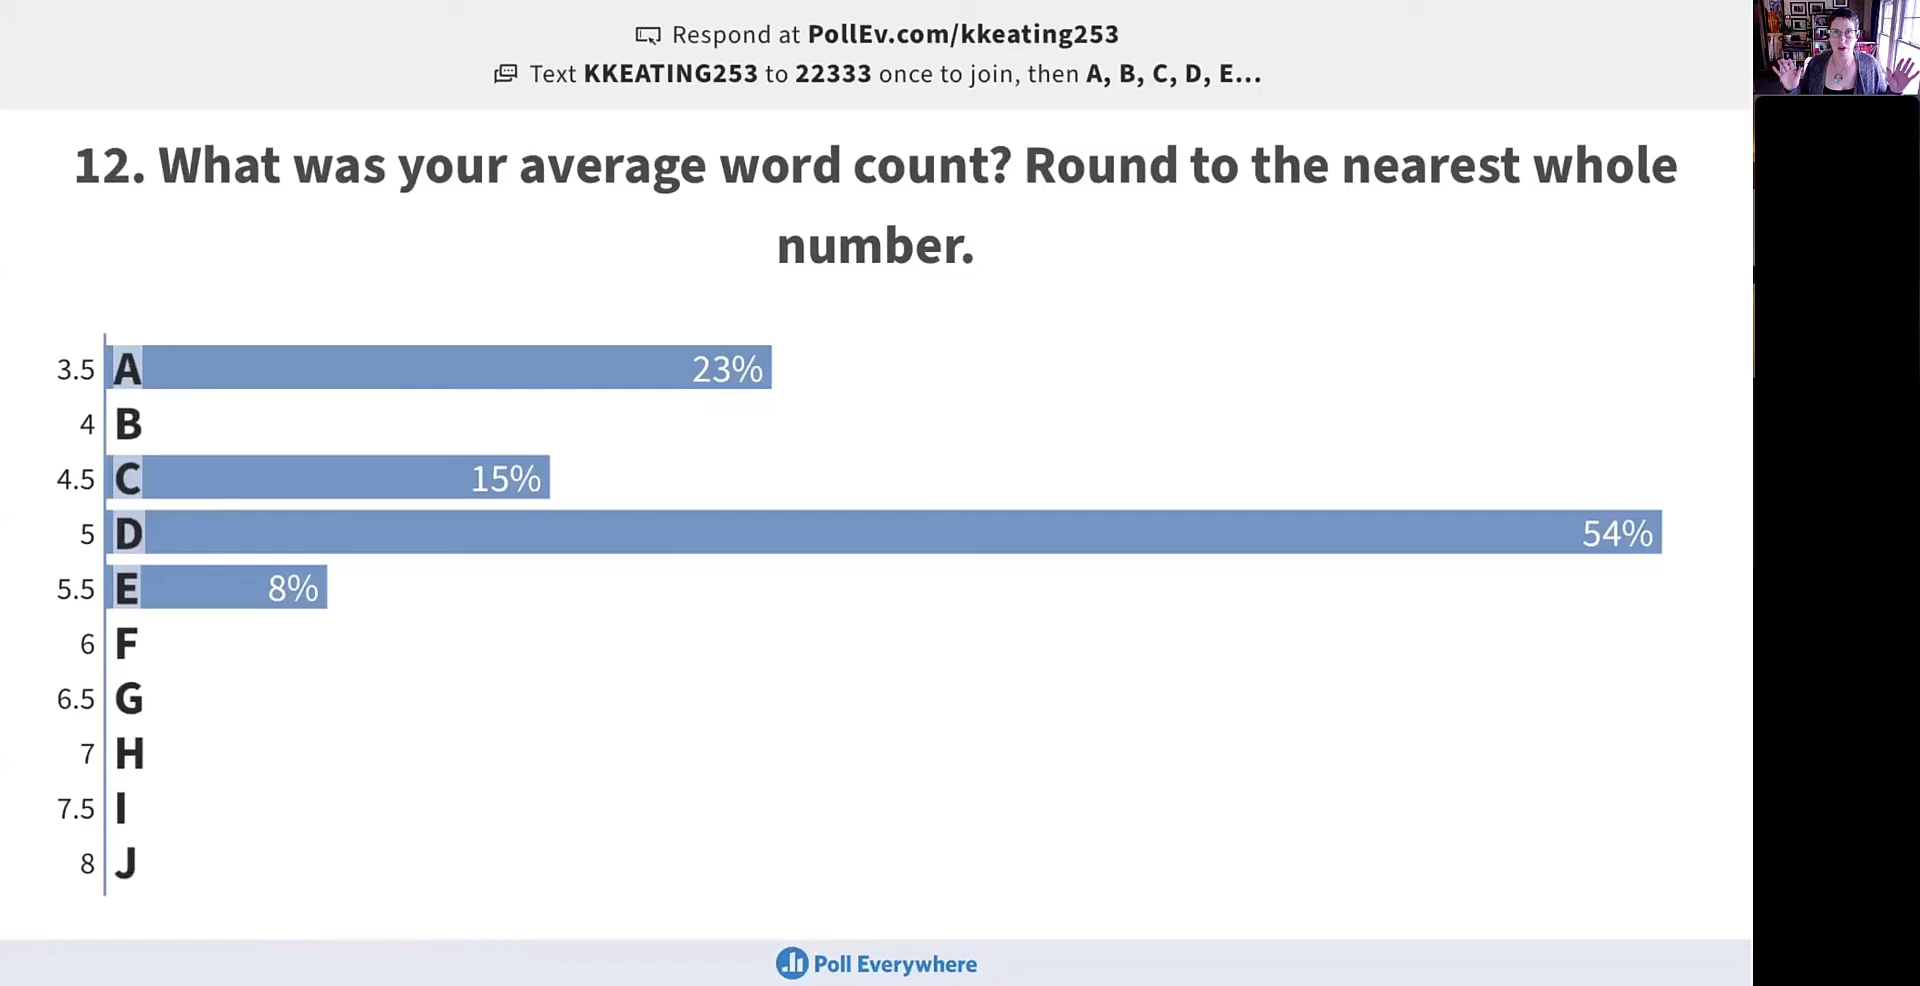 Respond at PollEv.com/kkeating253
Text KKEATING253 to 22333 once to join, then A, B, C, D, E...
12. What was your average word count? Round to the nearest whole
number.
3.5 A 23%
4 B
4.5 C 15%
5 D 54%
5.5 E 8%
6 F
6.5 G
7 H
7.5 I
8 J
Poll Everywhere